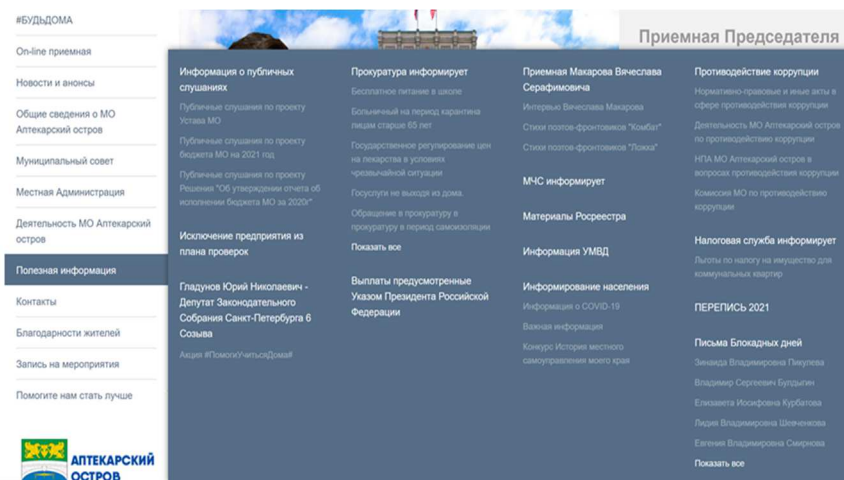 #БУДЬДОМА
On-line приемная
Новости и анонсы
Общие сведения о МО
Аптекарский остров
Муниципальный совет
Местная Администрация
Деятельность МО Аптекарский
остров
Полезная информация
Контакты
Благодарности жителей
Запись на мероприятия
Помогите нам стать лучше
АПТЕКАРСКИЙ
ОСТРОВ
Приемная Председателя
Информация о публичных
слушаниях
Публичные слушания по проекту
Устава МО
Публичные слушания по проекту
бюджета МО на 2021 год
Публичные слушания по проекту
Решения "Об утверждении отчета об
исполнении бюджета МО за 2020г"
Исключение предприятия из
плана проверок
Гладунов Юрий Николаевич -
Депутат Законодательного
Собрания Санкт-Петербурга 6
Созыва
Акция #ПомогиУчитьсяДома#
Прокуратура информирует
Бесплатное питание в школе
Больничный на период карантина
лицам старше 65 лет
Государственное регулирование цен
на лекарства в условиях
чрезвычайной ситуации
Госуслуги не выходя из дома.
Обращение в прокуратуру в
прокуратуру в период самоизоляции
Показать все
Выплаты предусмотренные
Указом Президента Российской
Федерации
Приемная Макарова Вячеслава
Серафимовича
Интервью Вячеслава Макарова
Стихи поэтов-фронтовиков "Комбат"
Стихи поэтов-фронтовиков "Ложка"
МЧС информирует
Материалы Росреестра
Информация УМВД
Информирование населения
Информация о COVID-19
Важная информация
Конкурс История местного
самоуправления моего края
Противодействие коррупции
Нормативно-правовые и иные акты в
сфере противодействия коррупции
Деятельность МО Аптекарский остров
по противодействию коррупции
НПА МО Аптекарский остров в
вопросах противодействия коррупции
Комиссия МО по противодействию
коррупции
Налоговая служба информирует
Льготы по налогу на имущество для
коммунальных квартир
ПЕРЕПИСЬ 2021
Письма Блокадных дней
Зинаида Владимировна Пикулева
Владимир Сергеевич Булдыгин
Елизавета Иосифовна Курбатова
Лидия Владимировна Шевченкова
Евгения Владимировна Смирнова
Показать все